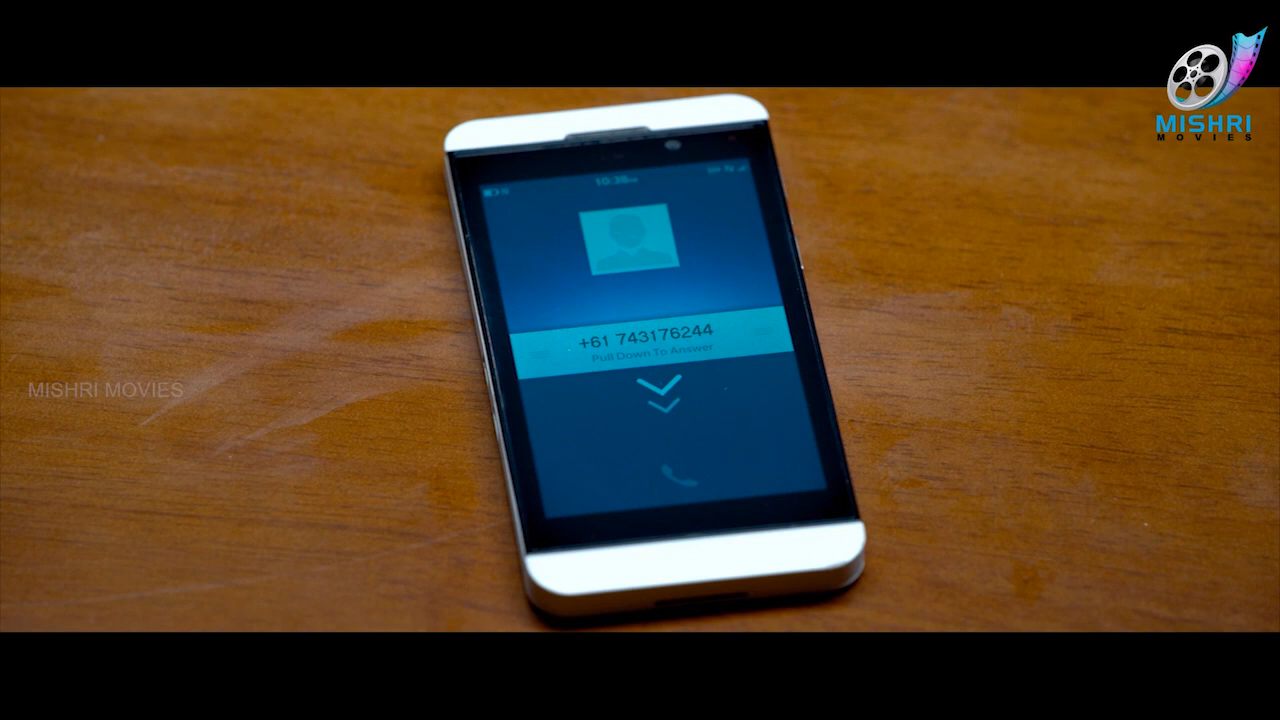 MISHRI
MOVIES
10:38
+61 743176244
Pull Down To Answer
MISHRI MOVIES